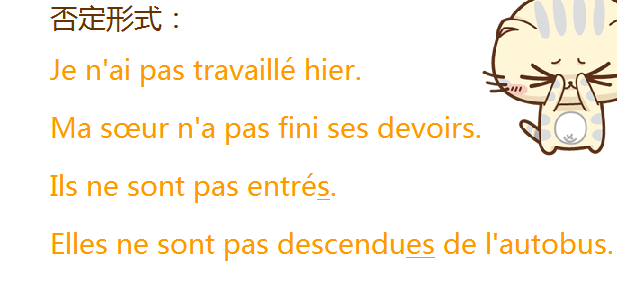 否定形式：
Je n'ai pas travaillé hier.
Ma sœur n'a pas fini ses devoirs.
Ils ne sont pas entrés.
Elles ne sont pas descendues de l'autobus.